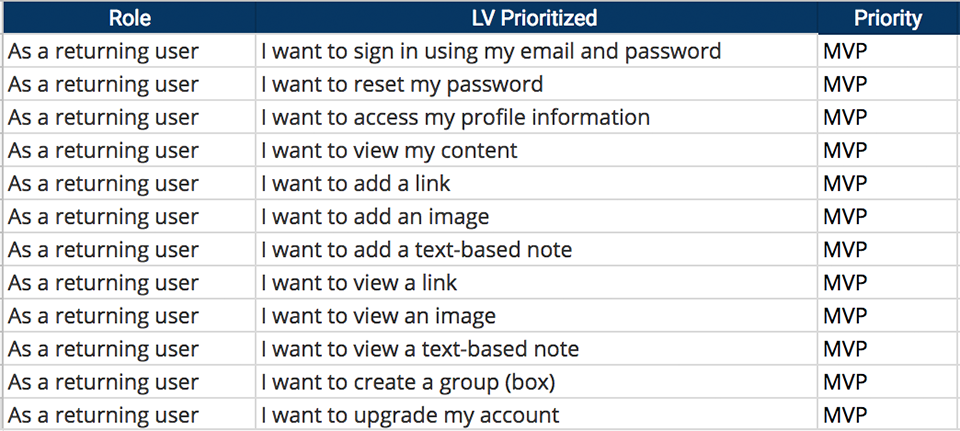 Role LV Prioritized Priority
As a returning user I want to sign in using my email and password MVP
As a returning user I want to reset my password MVP
As a returning user I want to access my profile information MVP
As a returning user I want to view my content MVP
As a returning user I want to add a link MVP
As a returning user I want to add an image MVP
As a returning user I want to add a text-based note MVP
As a returning user I want to view a link MVP
As a returning user I want to view an image MVP
As a returning user I want to view a text-based note MVP
As a returning user I want to create a group (box) MVP
As a returning user I want to upgrade my account MVP